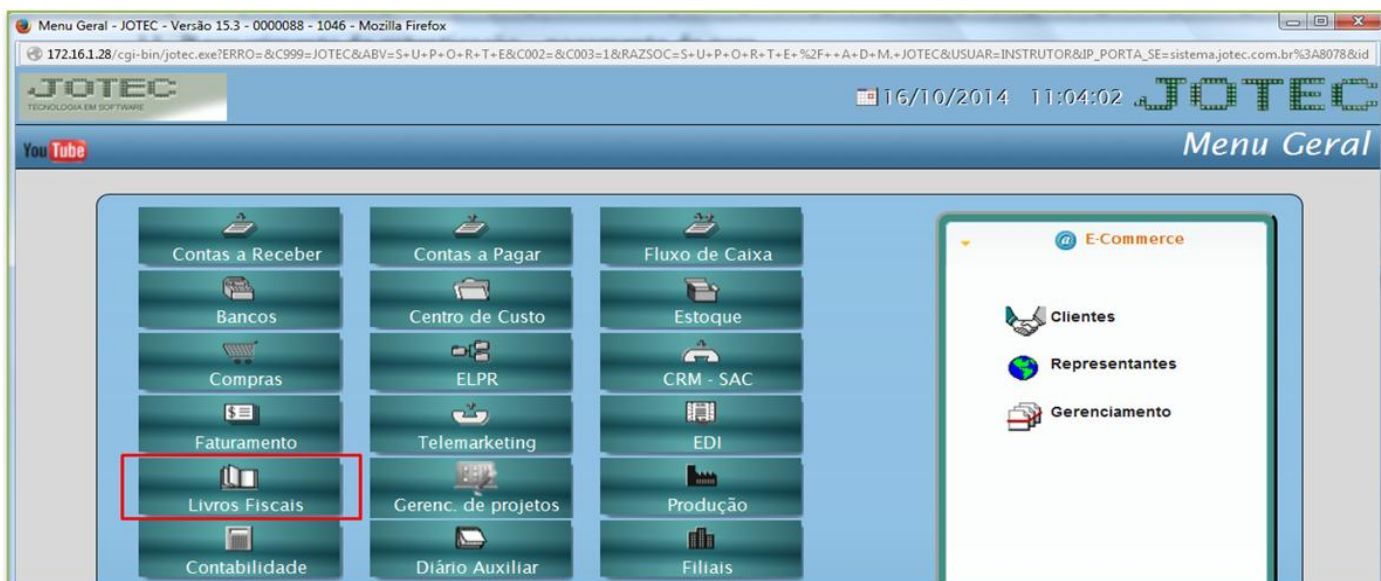 Menu Geral - JOTEC - Versão 15.3 - 0000088 - 1046 - Mozilla Firefox
172.16.1.28/cgi-bin/jotec.exe?ERRO=&C999=JOTEC&ABV=S+U+P+O+R+T+E&C002=&C003=1&RAZSOC=S+U+P+O+R+T+E+%2F++A+D+M.+JOTEC&USUAR=INSTRUTOR&IP_PORTA_SE=sistema.jotec.com.br%3A8078&id
JOTEC
TECNOLOGIA EM SOFTWARE
16/10/2014 11:04:02 JOTEC
You Tube
Menu Geral
Contas a Receber Contas a Pagar Fluxo de Caixa
Bancos Centro de Custo Estoque
Compras ELPR CRM - SAC
Faturamento Telemarketing EDI
Livros Fiscais Gerenc. de projetos Produção
Contabilidade Diário Auxiliar Filiais
E-Commerce
Clientes
Representantes
Gerenciamento